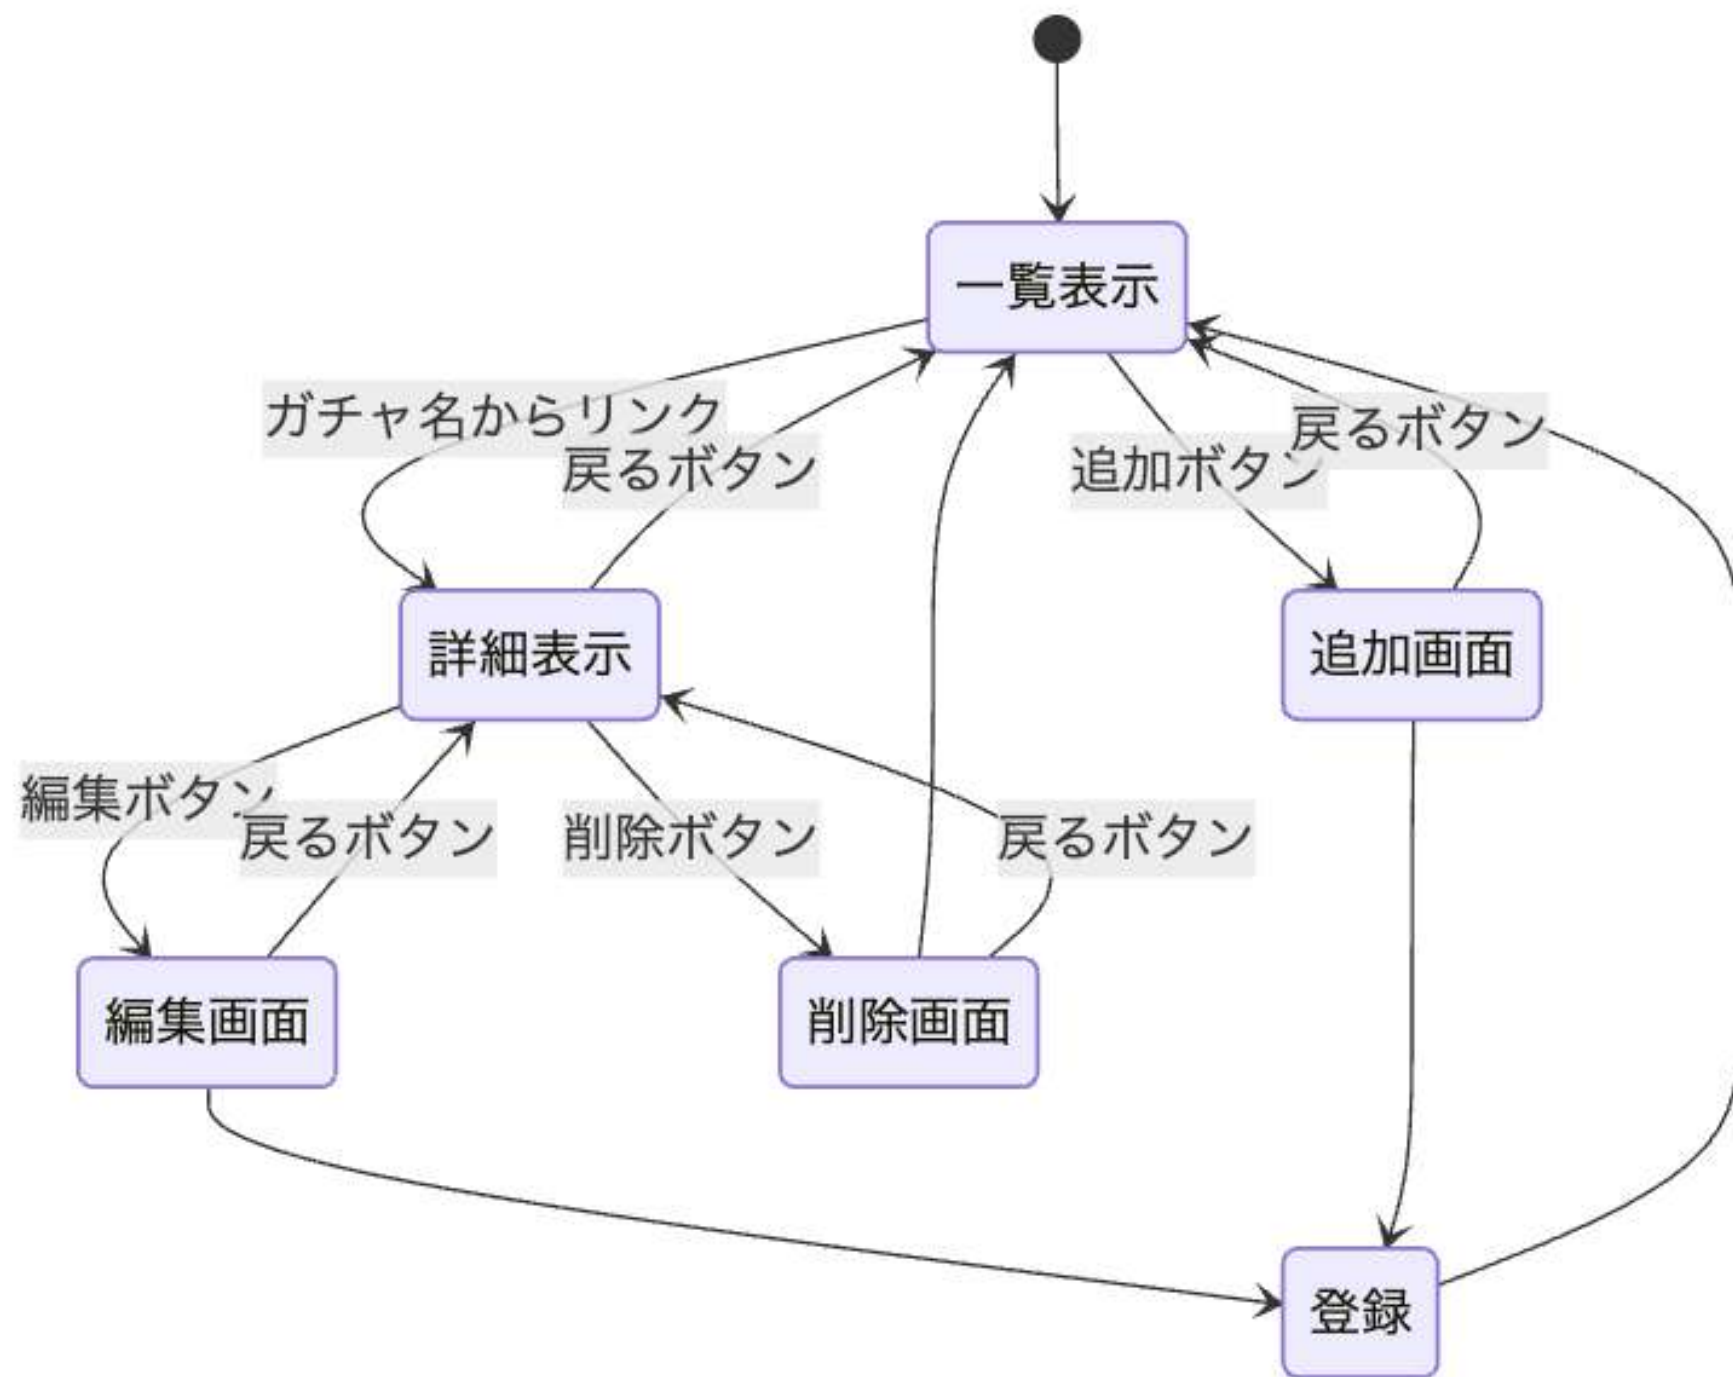 一覧表示
ガチャ名からリンク
戻るボタン
追加ボタン
戻るボタン
詳細表示
追加画面
編集ボタン
戻るボタン
削除ボタン
戻るボタン
編集画面
削除画面
登録